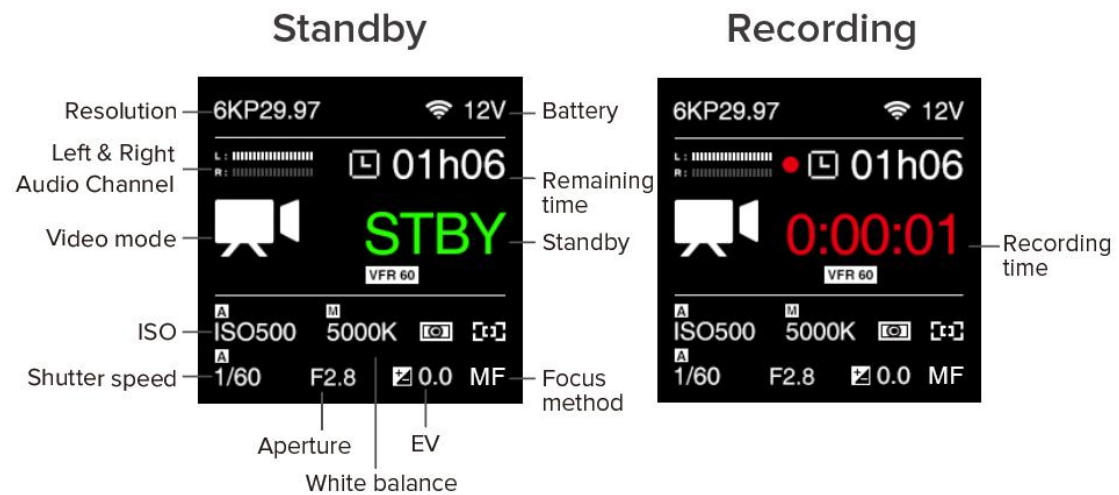 Standby
Recording
Resolution
Left & Right
Audio Channel
Video mode
ISO
Shutter speed
6KP29.97 12V
L:
R:
01h06
STBY
VFR 60
A M
ISO500 5000K
A
1/60 F2.8 0.0 MF
Battery
Remaining
time
Standby
Focus
method
Aperture
EV
White balance
6KP29.97 12V
L:
R:
01h06
0:00:01
VFR 60
A M
ISO500 5000K
A
1/60 F2.8 0.0 MF
Recording
time